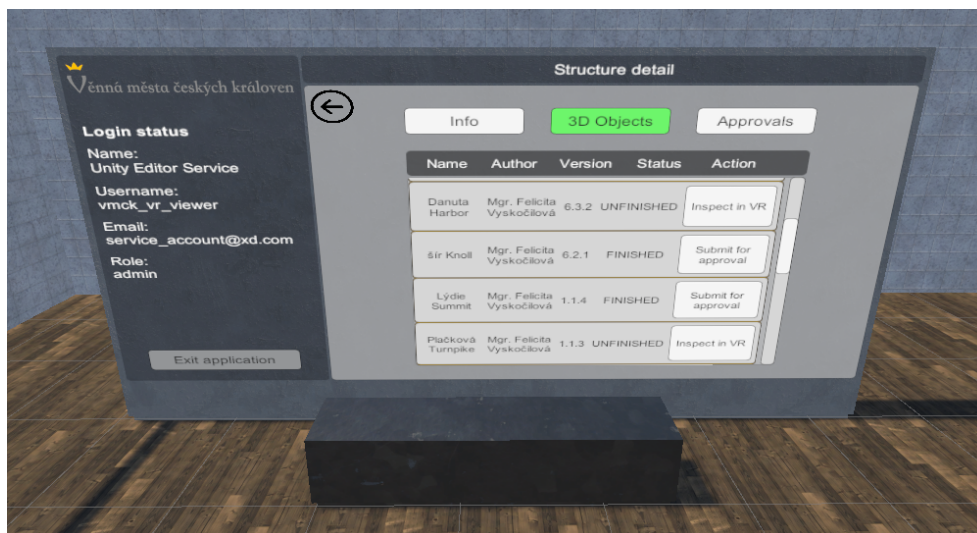 Věnná města českých královen
Login status
Name:
Unity Editor Service
Username:
vmck_vr_viewer
Email:
service_account@xd.com
Role:
admin
Exit application
Structure detail
Info 3D Objects Approvals
Name Author Version Status Action
Danuta Harbor Mgr. Felicita Vyskočilová 6.3.2 UNFINISHED Inspect in VR
šír Knoll Mgr. Felicita Vyskočilová 6.2.1 FINISHED Submit for approval
Lýdie Summit Mgr. Felicita Vyskočilová 1.1.4 FINISHED Submit for approval
Plačková Turnpike Mgr. Felicita Vyskočilová 1.1.3 UNFINISHED Inspect in VR